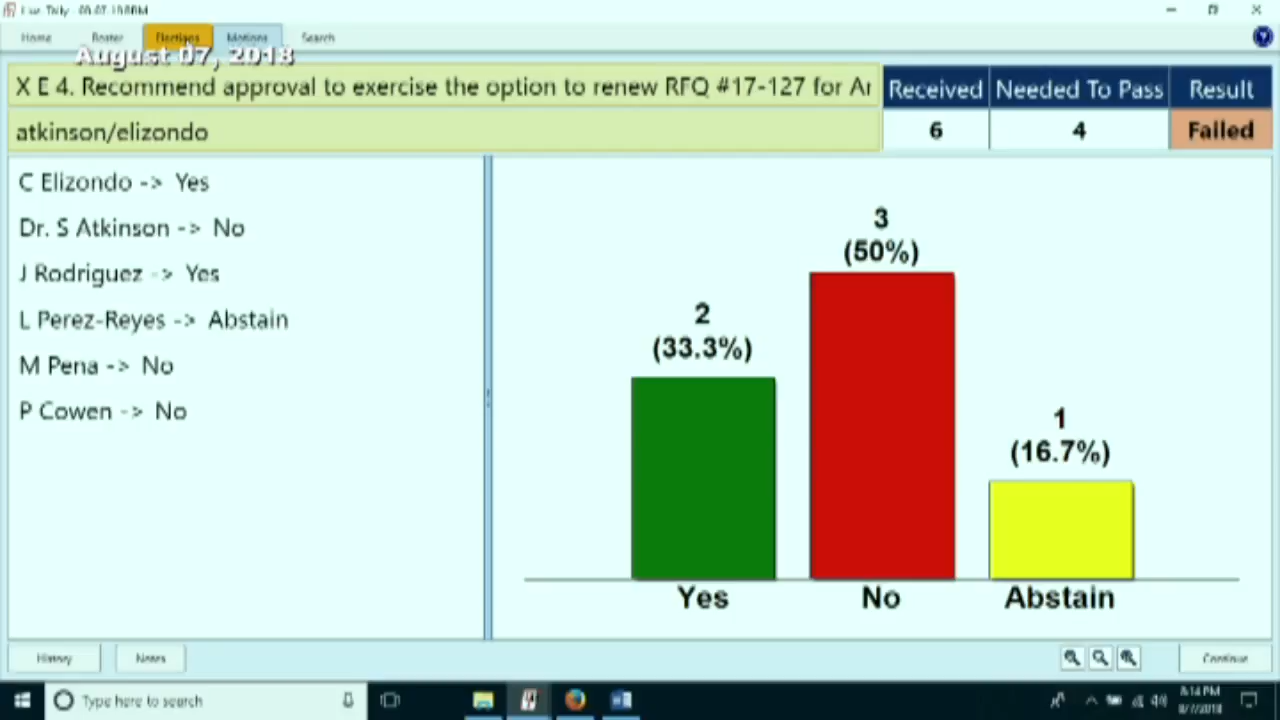 Home Roster Elections Motions Search
August 07, 2018
X E 4. Recommend approval to exercise the option to renew RFQ #17-127 for
Received Needed To Pass Result
atkinson/elizondo
6 4 Failed
C Elizondo -> Yes
Dr. S Atkinson -> No
J Rodriguez -> Yes
L Perez-Reyes -> Abstain
M Pena -> No
P Cowen -> No
3
(50%)
2
(33.3%)
1
(16.7%)
Yes No Abstain
History Notes Continue
Type here to search
8:14 PM
8/7/2018